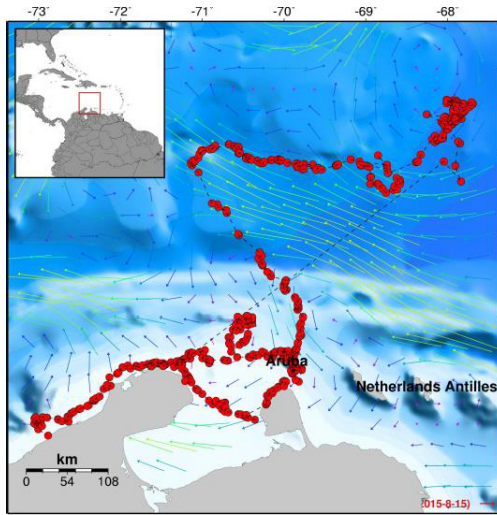 -73 -72 -71 -70 -69 -68
Aruba
Netherlands Antilles
km
0 54 108
015-8-15)